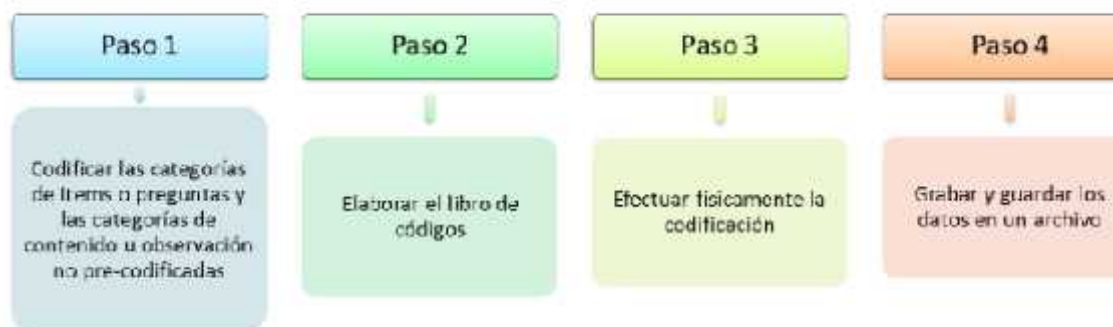 Paso 1
Codificar las categorías
de ítems o preguntas y
las categorías de
contenido u observación
no pre-codificadas
Paso 2
Elaborar el libro de
códigos
Paso 3
Efectuar físicamente la
codificación
Paso 4
Grabar y guardar los
datos en un archivo